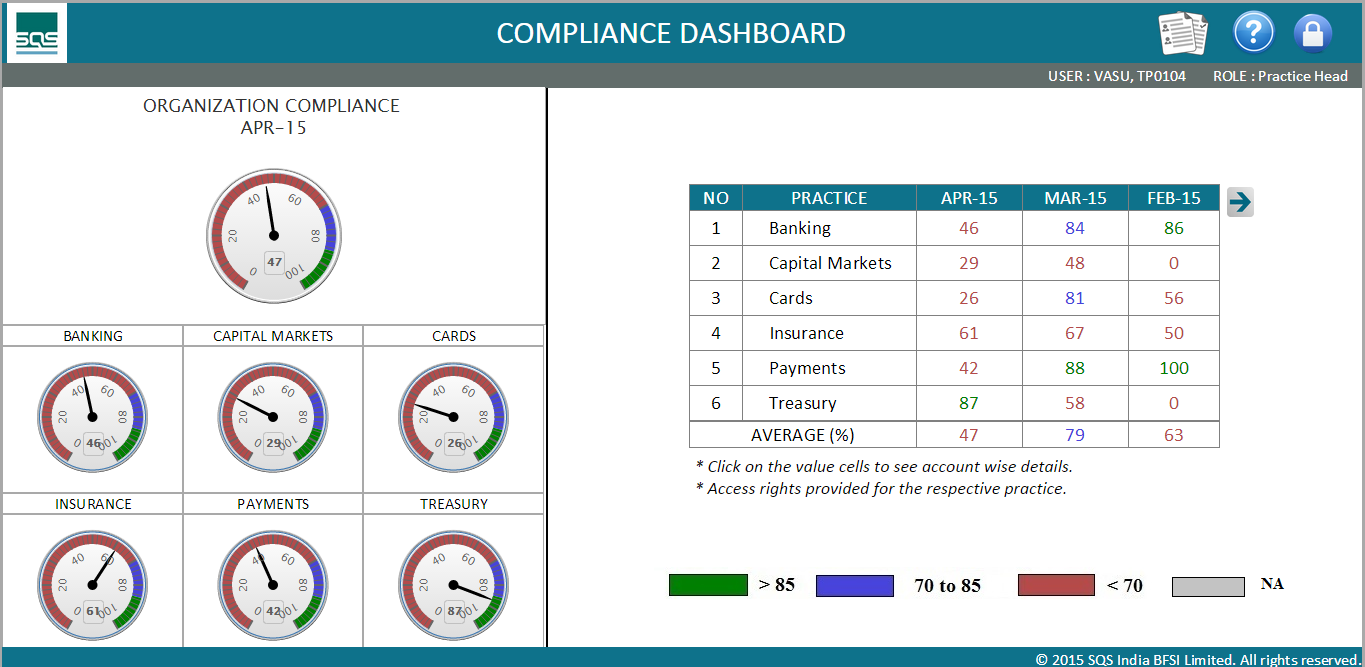 SQS
COMPLIANCE DASHBOARD
USER : VASU, TP0104 ROLE : Practice Head
ORGANIZATION COMPLIANCE
APR-15
0 20 40 60 80 100
47
BANKING CAPITAL MARKETS CARDS
0 20 40 60 80 100 0 20 40 60 80 100 0 20 40 60 80 100
46 29 26
INSURANCE PAYMENTS TREASURY
0 20 40 60 80 100 0 20 40 60 80 100 0 20 40 60 80 100
61 42 87
NO PRACTICE APR-15 MAR-15 FEB-15
1 Banking 46 84 86
2 Capital Markets 29 48 0
3 Cards 26 81 56
4 Insurance 61 67 50
5 Payments 42 88 100
6 Treasury 87 58 0
AVERAGE (%) 47 79 63
* Click on the value cells to see account wise details.
* Access rights provided for the respective practice.
> 85 70 to 85 < 70 NA
© 2015 SQS India BFSI Limited. All rights reserved.